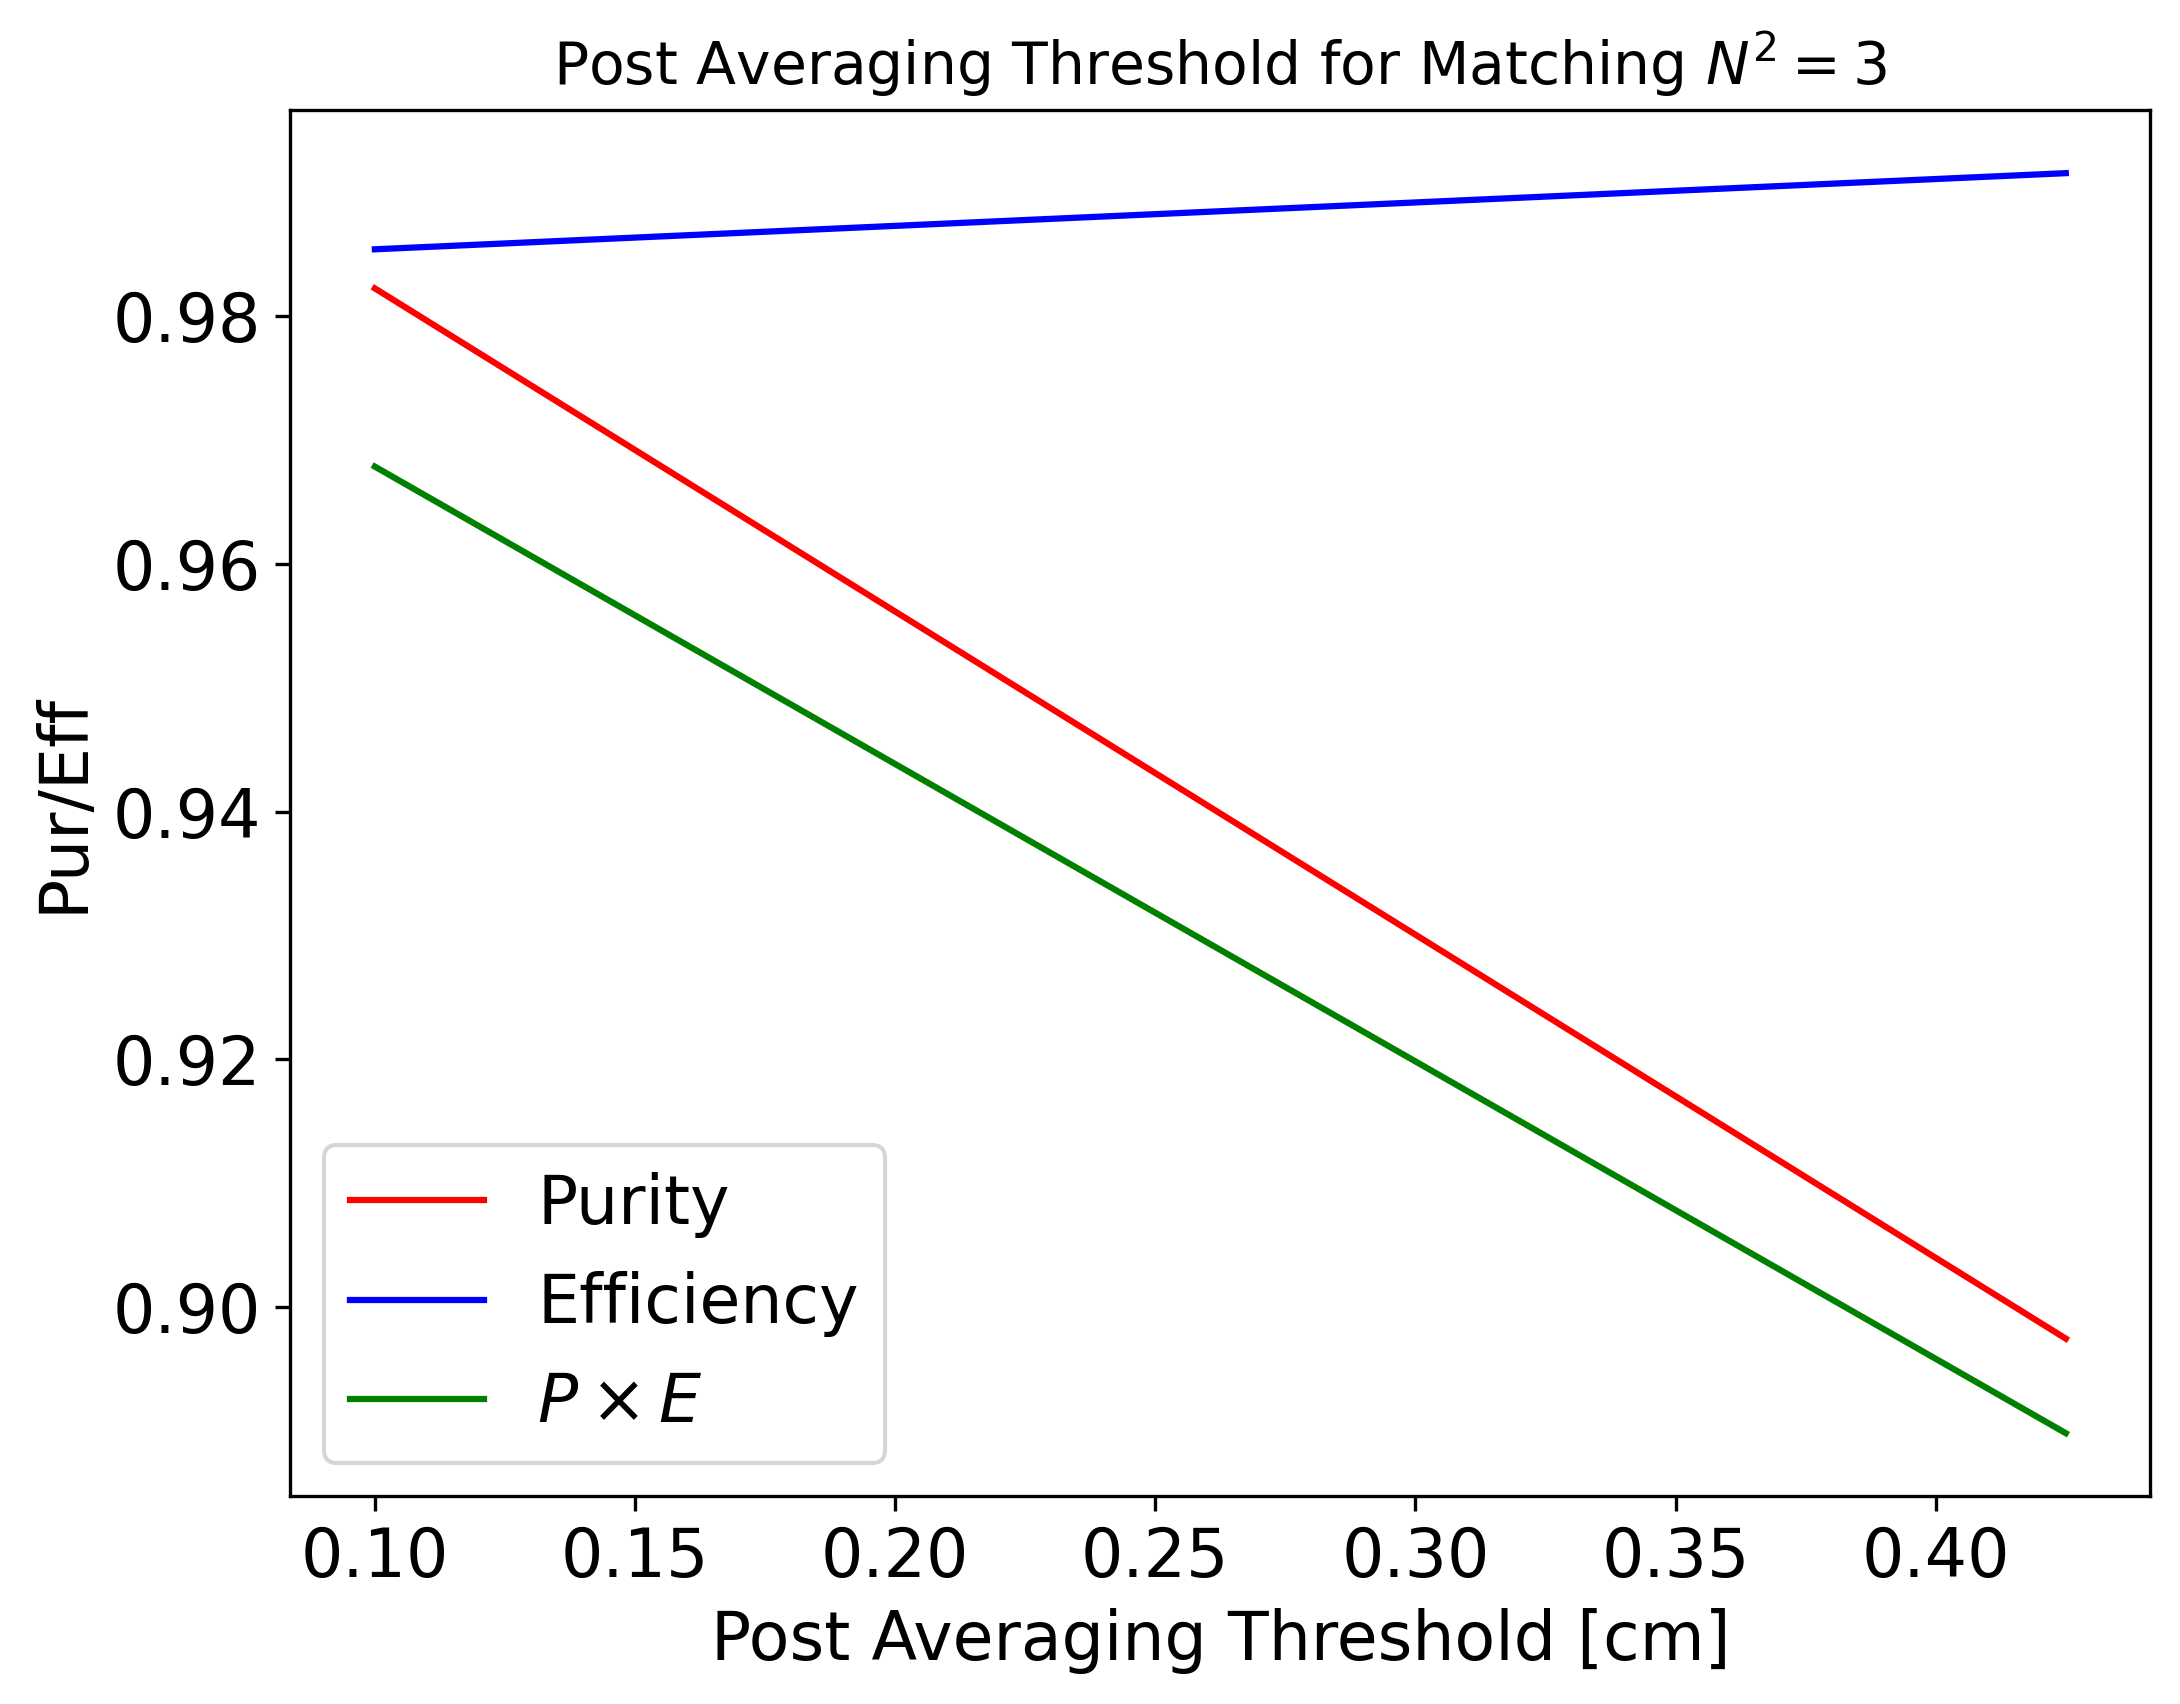 Post Averaging Threshold for Matching $N^2 = 3$
Pur/Eff
0.98
0.96
0.94
0.92
0.90
Purity
Efficiency
$P \times E$
0.10 0.15 0.20 0.25 0.30 0.35 0.40
Post Averaging Threshold [cm]